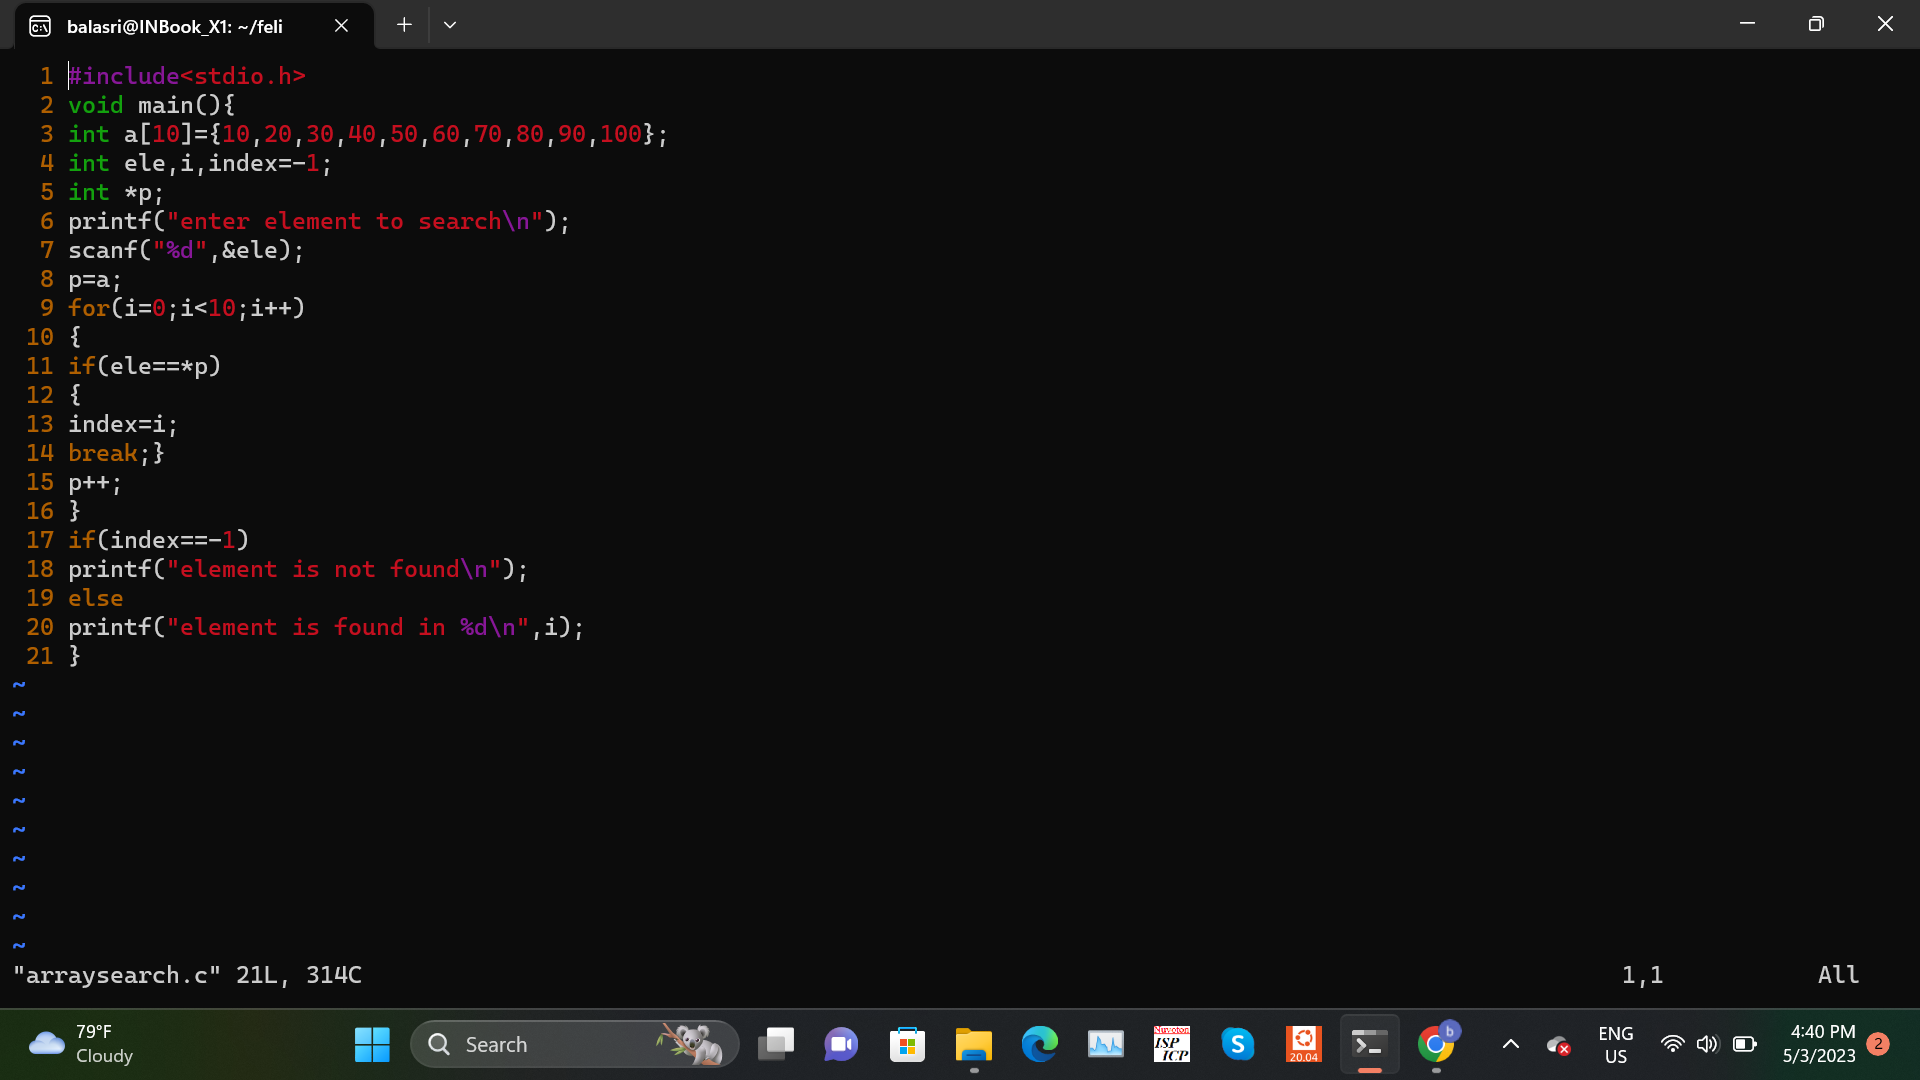 balasri@INBook_X1: ~/feli
1 #include<stdio.h>
2 void main(){
3 int a[10]={10,20,30,40,50,60,70,80,90,100};
4 int ele,i,index=-1;
5 int *p;
6 printf("enter element to search\n");
7 scanf("%d",&ele);
8 p=a;
9 for(i=0;i<10;i++)
10 {
11 if(ele==*p)
12 {
13 index=i;
14 break;}
15 p++;
16 }
17 if(index==-1)
18 printf("element is not found\n");
19 else
20 printf("element is found in %d\n",i);
21 }
~
~
~
~
~
~
~
~
~
~
"arraysearch.c" 21L, 314C 1,1 All
79°F
Cloudy
Search
Nuvoton
ISP
ICP
S
20.04
b
ENG
US
4:40 PM
5/3/2023
2